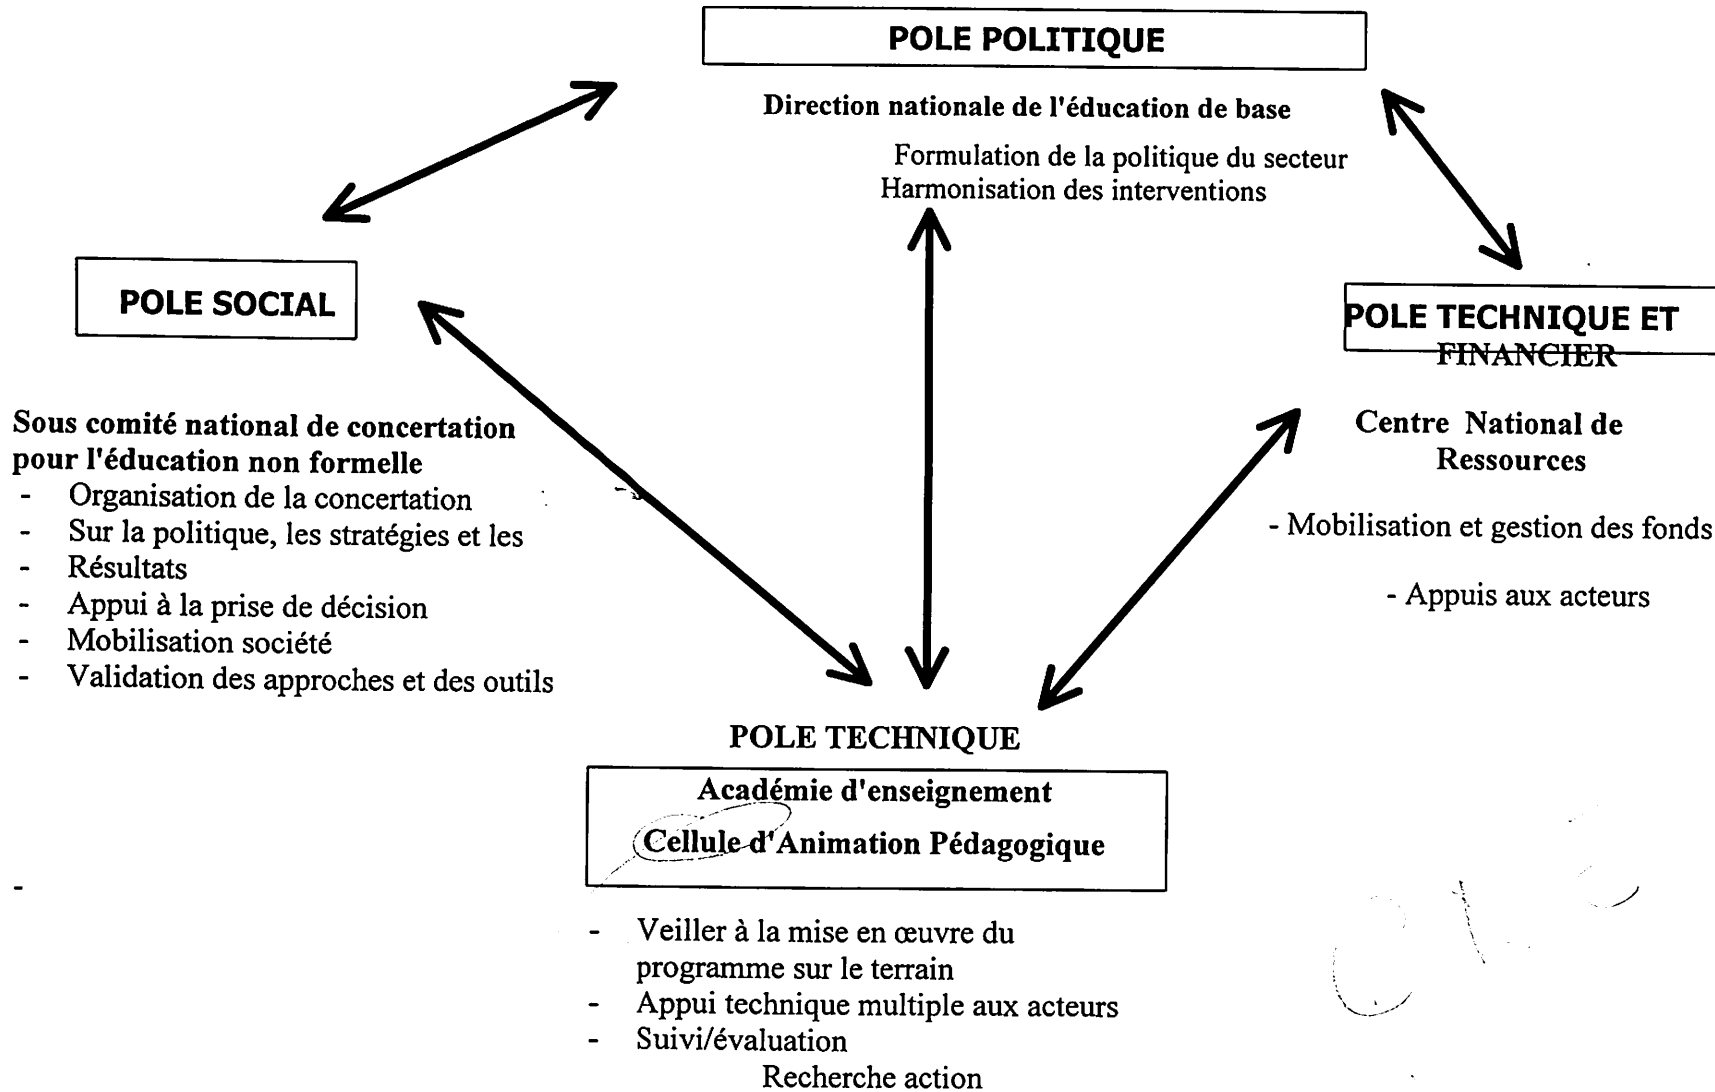 POLE POLITIQUE
Direction nationale de l'éducation de base
Formulation de la politique du secteur
Harmonisation des interventions
POLE SOCIAL
Sous comité national de concertation
pour l'éducation non formelle
- Organisation de la concertation
- Sur la politique, les stratégies et les
- Résultats
- Appui à la prise de décision
- Mobilisation société
- Validation des approches et des outils
POLE TECHNIQUE ET
FINANCIER
Centre National de
Ressources
- Mobilisation et gestion des fonds
- Appuis aux acteurs
POLE TECHNIQUE
Académie d'enseignement
Cellule d'Animation Pédagogique
-
- Veiller à la mise en œuvre du
programme sur le terrain
- Appui technique multiple aux acteurs
- Suivi/évaluation
Recherche action